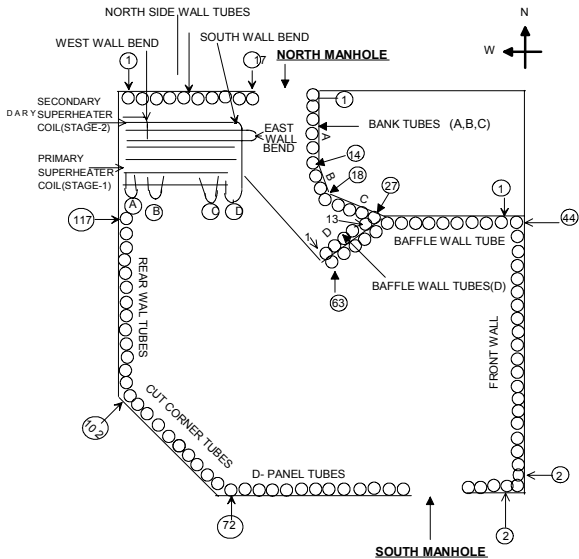 NORTH SIDE WALL TUBES
WEST WALL BEND
SOUTH WALL BEND
NORTH MANHOLE
N
W
1
17
SECONDARY
DARY SUPERHEATER
COIL(STAGE-2)
EAST
WALL
BEND
PRIMARY
SUPERHEATER
COIL(STAGE-1)
1
BANK TUBES (A,B,C)
A
14
B
18
C
27
13
1
D
63
1
44
BAFFLE WALL TUBE
BAFFLE WALL TUBES(D)
A
B
C
D
117
REAR WAL TUBES
FRONT WALL
10 2
CUT CORNER TUBES
D- PANEL TUBES
72
2
2
SOUTH MANHOLE